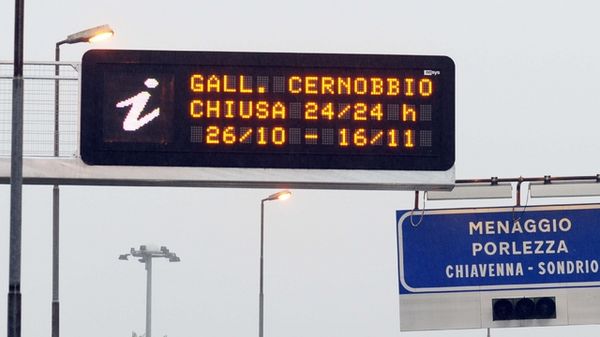 GALL. CERNOBBIO
CHIUSA 24/24 h
26/10 - 16/11
MENAGGIO
PORLEZZA
CHIAVENNA - SONDRIO